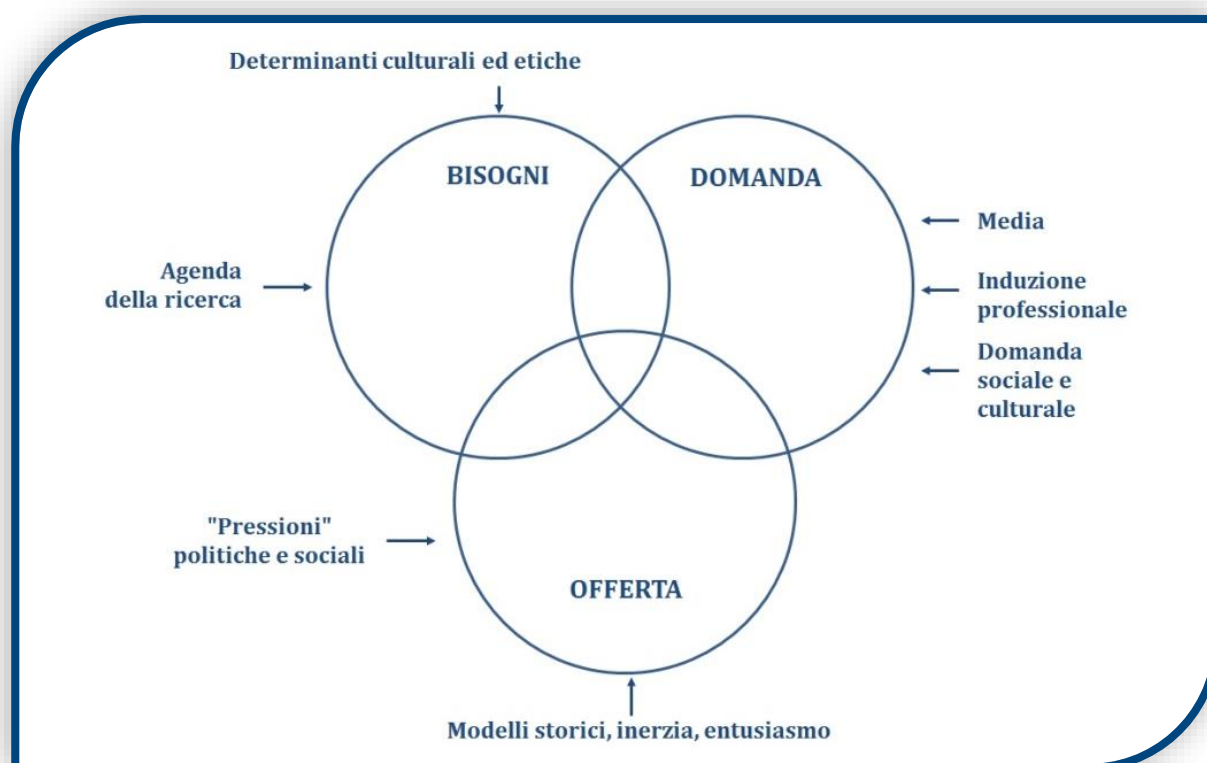 Determinanti culturali ed etiche
BISOGNI
DOMANDA
Media
Agenda
della ricerca
Induzione
professionale
Domanda
sociale e
culturale
"Pressioni"
politiche e sociali
OFFERTA
Modelli storici, inerzia, entusiasmo